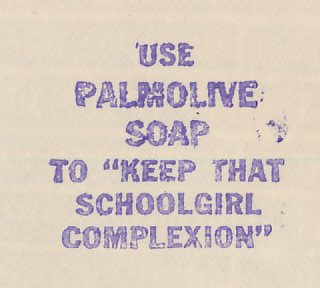 USE
PALMOLIVE
SOAP
TO "KEEP THAT
SCHOOLGIRL
COMPLEXION"